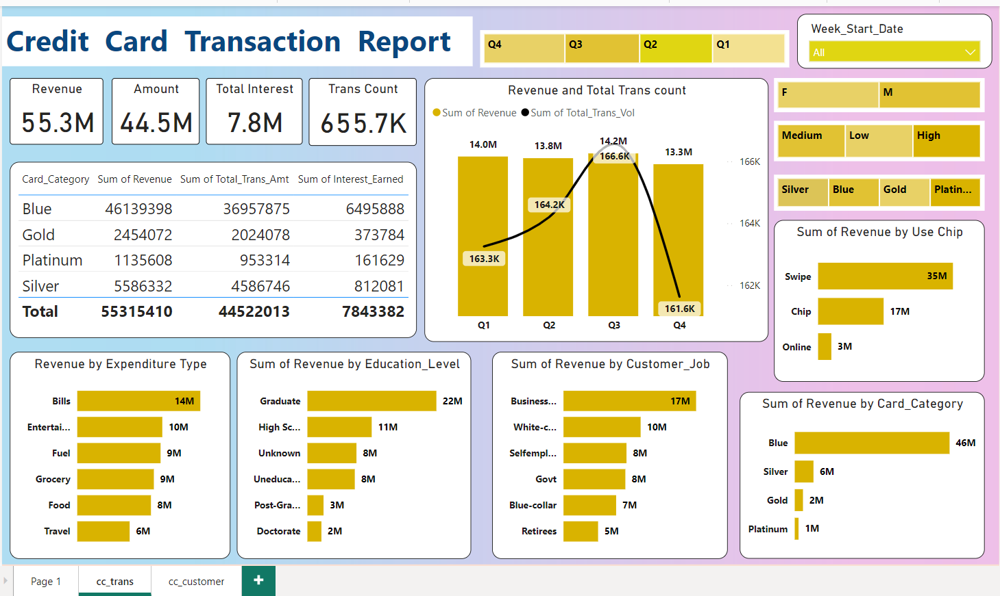 Credit Card Transaction Report
Q4 Q3 Q2 Q1
Week_Start_Date
All
Revenue
55.3M
Amount
44.5M
Total Interest
7.8M
Trans Count
655.7K
Card_Category Sum of Revenue Sum of Total_Trans_Amt Sum of Interest_Earned
Blue 46139398 36957875 6495888
Gold 2454072 2024078 373784
Platinum 1135608 953314 161629
Silver 5586332 4586746 812081
Total 55315410 44522013 7843382
Revenue and Total Trans count
Sum of Revenue Sum of Total_Trans_Vol
14.0M 13.8M 14.2M 13.3M
163.3K 164.2K 166.6K 161.6K
166K
164K
162K
Q1 Q2 Q3 Q4
F M
Medium Low High
Silver Blue Gold Platin...
Sum of Revenue by Use Chip
Swipe 35M
Chip 17M
Online 3M
Revenue by Expenditure Type
Bills 14M
Entertai... 10M
Fuel 9M
Grocery 9M
Food 8M
Travel 6M
Sum of Revenue by Education_Level
Graduate 22M
High Sc... 11M
Unknown 8M
Uneduca... 8M
Post-Gra... 3M
Doctorate 2M
Sum of Revenue by Customer_Job
Business... 17M
White-c... 10M
Selfempl... 8M
Govt 8M
Blue-collar 7M
Retirees 5M
Sum of Revenue by Card_Category
Blue 46M
Silver 6M
Gold 2M
Platinum 1M
Page 1 cc_trans cc_customer +